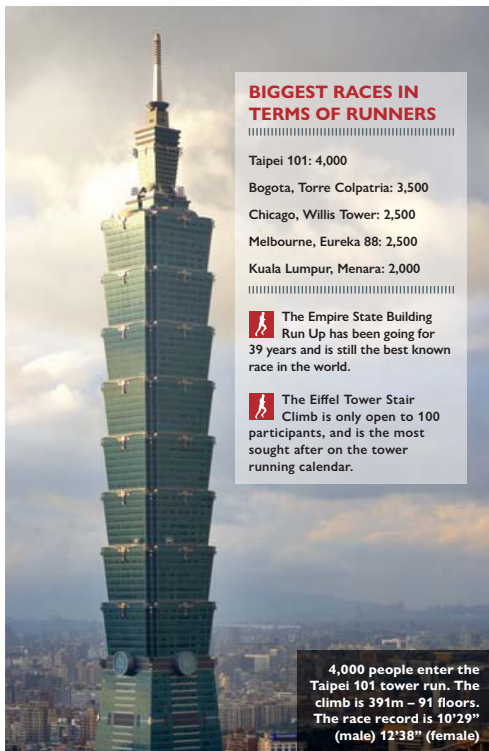 BIGGEST RACES IN
TERMS OF RUNNERS
Taipei 101: 4,000
Bogota, Torre Colpatria: 3,500
Chicago, Willis Tower: 2,500
Melbourne, Eureka 88: 2,500
Kuala Lumpur, Menara: 2,000
The Empire State Building
Run Up has been going for
39 years and is still the best known
race in the world.
The Eiffel Tower Stair
Climb is only open to 100
participants, and is the most
sought after on the tower
running calendar.
4,000 people enter the
Taipei 101 tower run. The
climb is 391m – 91 floors.
The race record is 10’29”
(male) 12’38” (female)